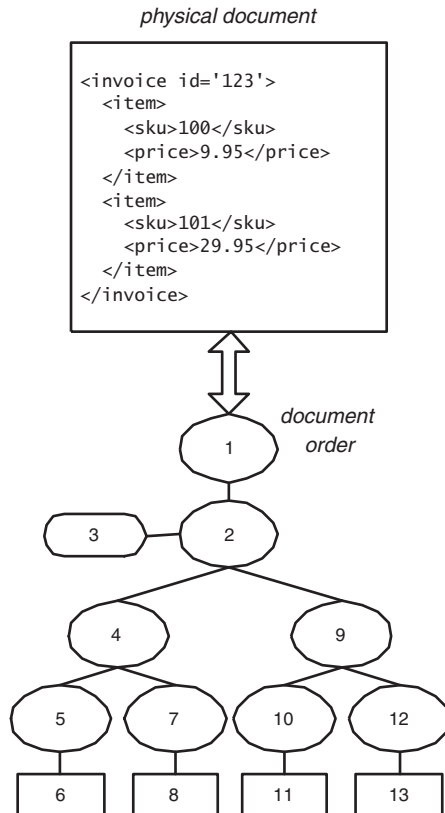 physical document
<invoice id='123'>
  <item>
    <sku>100</sku>
    <price>9.95</price>
  </item>
  <item>
    <sku>101</sku>
    <price>29.95</price>
  </item>
</invoice>
document
order
1
3
2
4
9
5
7
10
12
6
8
11
13